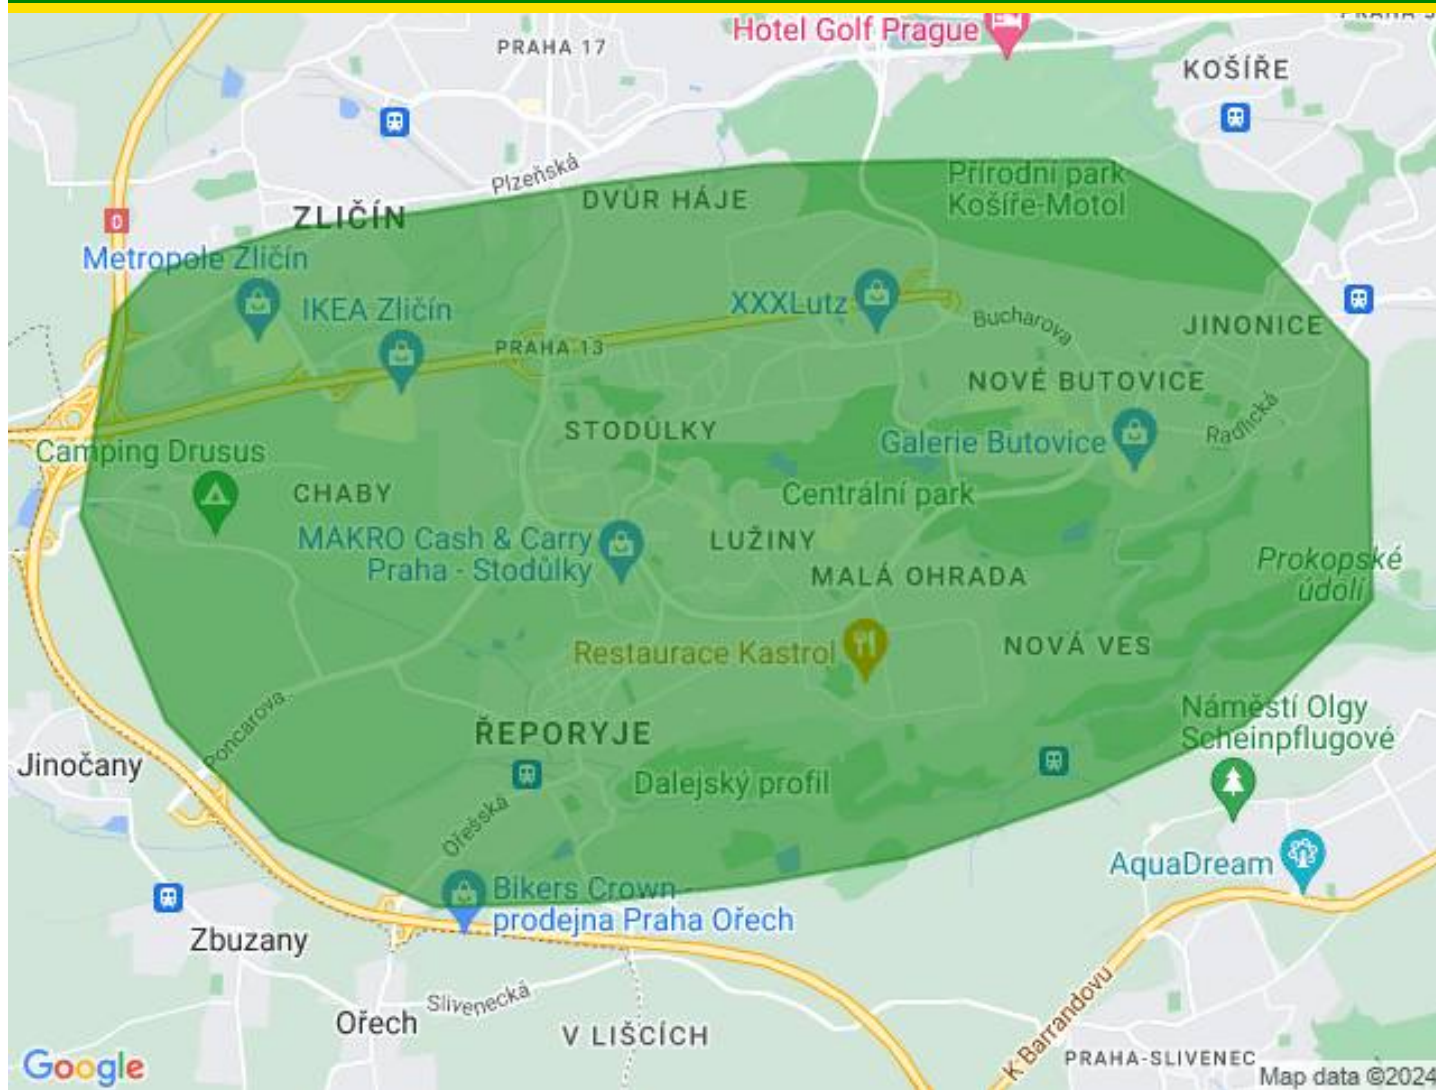 Hotel Golf Prague
PRAHA 17
KOŠÍŘE
Plzeňská
Přírodní park
Košíře-Motol
DVŮR HÁJE
ZLIČÍN
0
Metropole Zličín
IKEA Zličín
XXXLutz
Bucharova
JINONICE
PRAHA 13
NOVÉ BUTOVICE
Radlická
STODŮLKY
Galerie Butovice
Camping Drusus
CHABY
Centrální park
MAKRO Cash & Carry
Praha - Stodůlky
LUŽINY
MALÁ OHRADA
Prokopské
údolí
Restaurace Kastrol
NOVÁ VES
Poncarova
ŘEPORYJE
Náměstí Olgy
Scheinpflugové
Jinočany
Dalejský profil
Ořešská
AquaDream
Bikers Crown -
prodejna Praha Ořech
Zbuzany
Slivenecká
Ořech
V LIŠCÍCH
K Barrandovu
PRAHA-SLIVENEC
Google
Map data ©2024